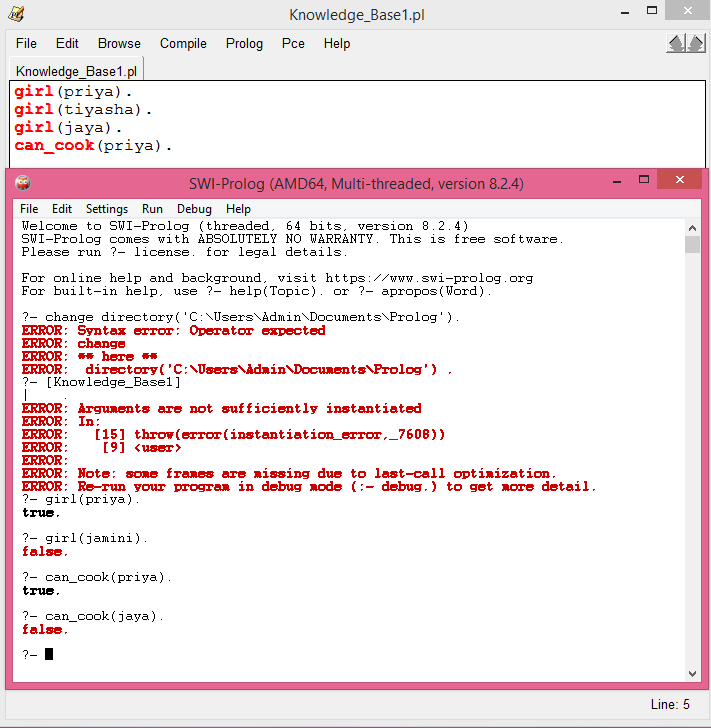 Knowledge_Base1.pl
File Edit Browse Compile Prolog Pce Help
Knowledge_Base1.pl
girl(priya).
girl(tiyasha).
girl(jaya).
can_cook(priya).
SWI-Prolog (AMD64, Multi-threaded, version 8.2.4)
File Edit Settings Run Debug Help
Welcome to SWI-Prolog (threaded, 64 bits, version 8.2.4)
SWI-Prolog comes with ABSOLUTELY NO WARRANTY. This is free software.
Please run ?- license. for legal details.
For online help and background, visit https://www.swi-prolog.org
For built-in help, use ?- help(Topic). or ?- apropos(Word).
?- change directory('C:\Users\Admin\Documents\Prolog').
ERROR: Syntax error: Operator expected
ERROR: change
ERROR: ** here **
ERROR:  directory('C:\Users\Admin\Documents\Prolog') .
?- [Knowledge_Base1]
|    .
ERROR: Arguments are not sufficiently instantiated
ERROR: In:
ERROR:   [15] throw(error(instantiation_error,_7608))
ERROR:    [9] <user>
ERROR:
ERROR: Note: some frames are missing due to last-call optimization.
ERROR: Re-run your program in debug mode (:- debug.) to get more detail.
?- girl(priya).
true.
?- girl(jamini).
false.
?- can_cook(priya).
true.
?- can_cook(jaya).
false.
?-
Line: 5